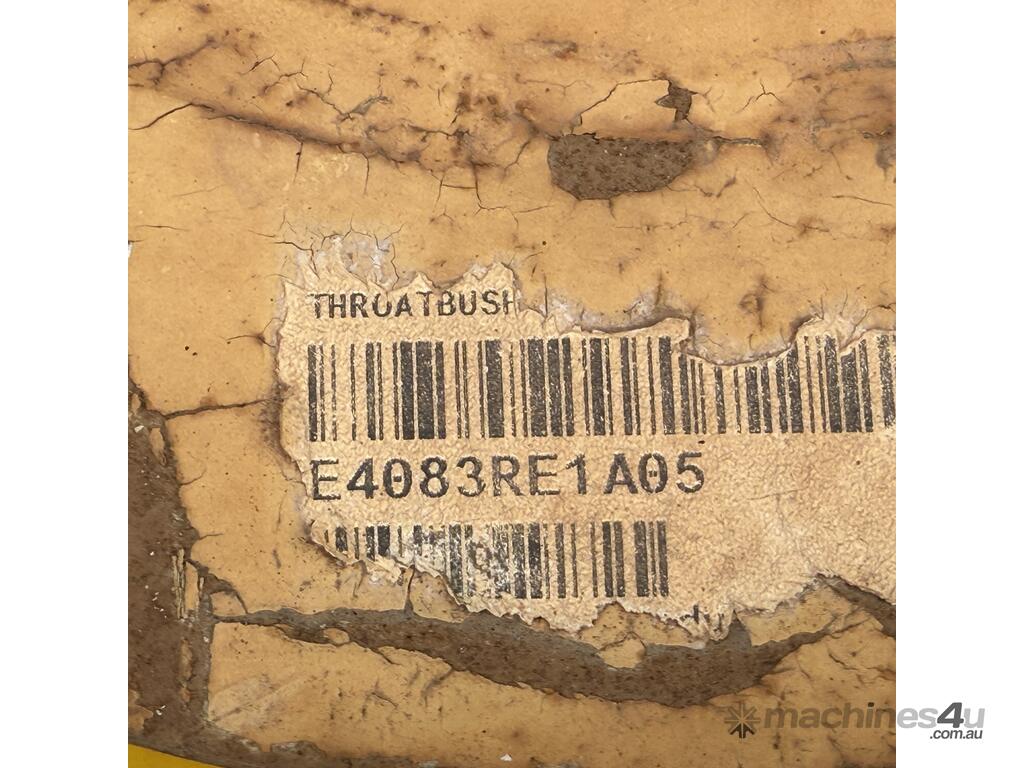 THROATBUSH
E4083RE1A05
machines4u
.com.au